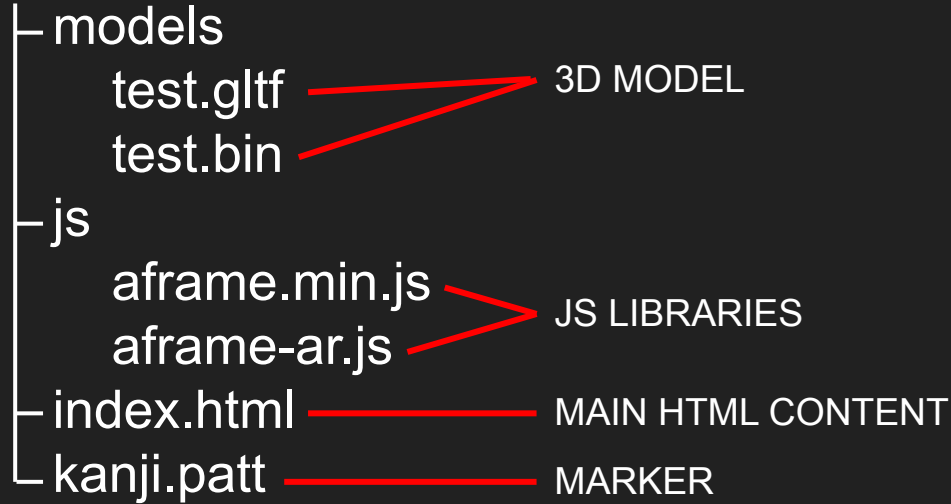 models
test.gltf
3D MODEL
test.bin
js
aframe.min.js
JS LIBRARIES
aframe-ar.js
index.html MAIN HTML CONTENT
kanji.patt MARKER